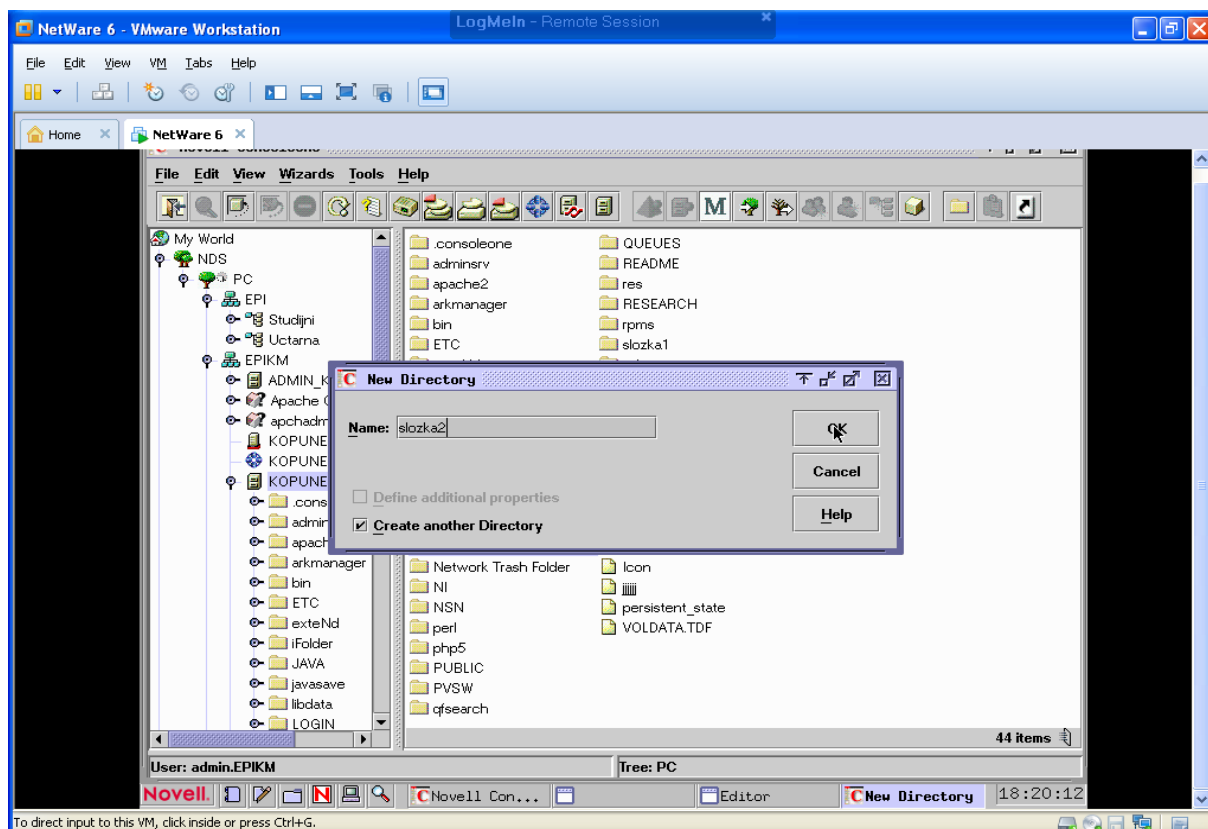 NetWare 6 - VMware Workstation
LogMeIn - Remote Session
File Edit View VM Tabs Help
Home
NetWare 6
File Edit View Wizards Tools Help
My World
NDS
PC
EPI
Studijni
Uctarna
EPIKM
ADMIN_K
Apache
apchadm
KOPUNE
KOPUNE
KOPUNE
.cons
admin
apach
arkmanager
bin
ETC
exteNd
iFolder
JAVA
javasave
libdata
LOGIN
.consoleone
adminsrv
apache2
arkmanager
bin
ETC
QUEUES
README
res
RESEARCH
rpms
slozka1
New Directory
Name: slozka2
Define additional properties
Create another Directory
OK
Cancel
Help
Network Trash Folder
NI
NSN
perl
php5
PUBLIC
PVSW
qfsearch
Icon
jjjjjj
persistent_state
VOLDATA.TDF
44 items
User: admin.EPIKM
Tree: PC
Novell.
N
Novell Con...
Editor
New Directory
18:20:12
To direct input to this VM, click inside or press Ctrl+G.